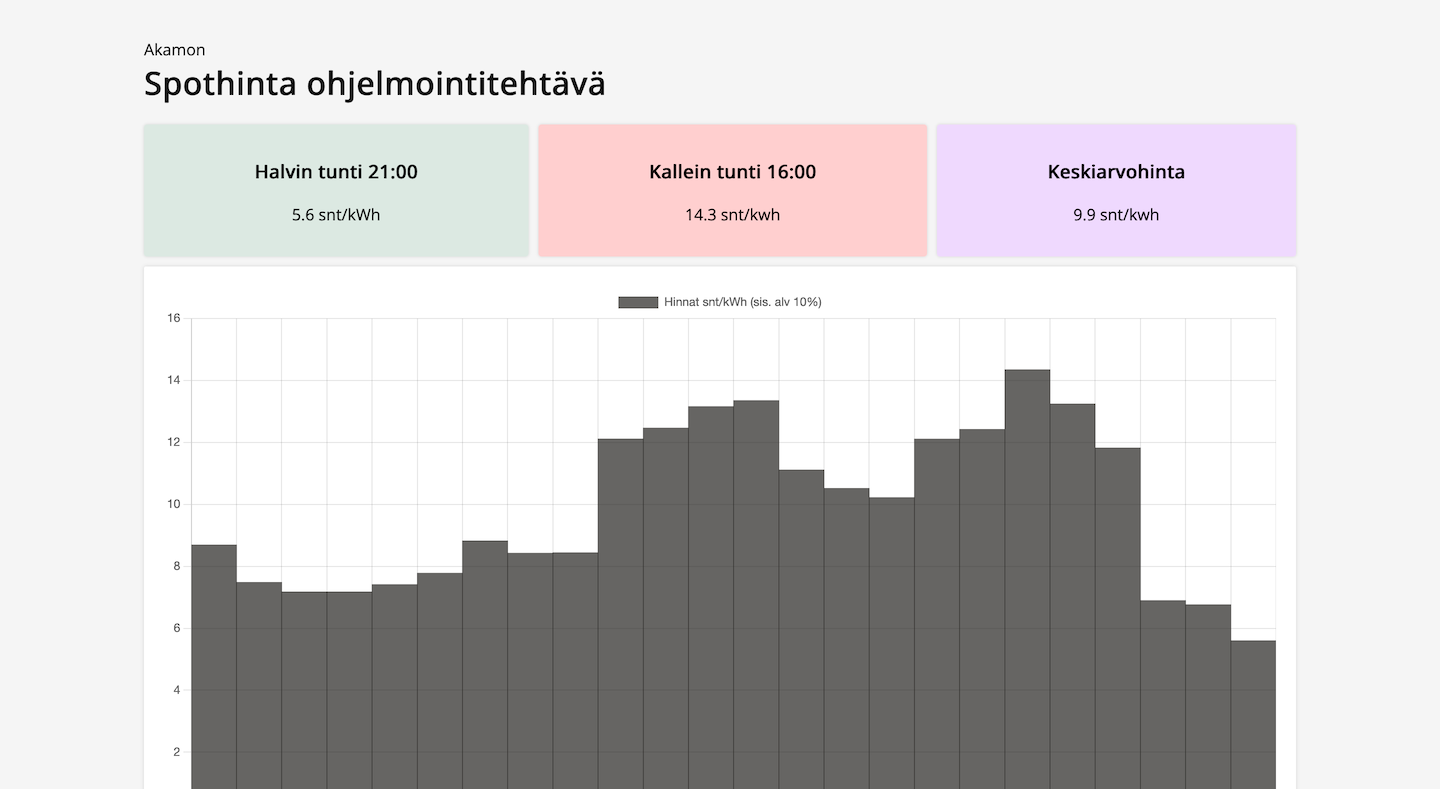 Akamon
Spothinta ohjelmointitehtävä
Halvin tunti 21:00
5.6 snt/kWh
Kallein tunti 16:00
14.3 snt/kwh
Keskiarvohinta
9.9 snt/kwh
Hinnat snt/kWh (sis. alv 10%)
16
14
12
10
8
6
4
2